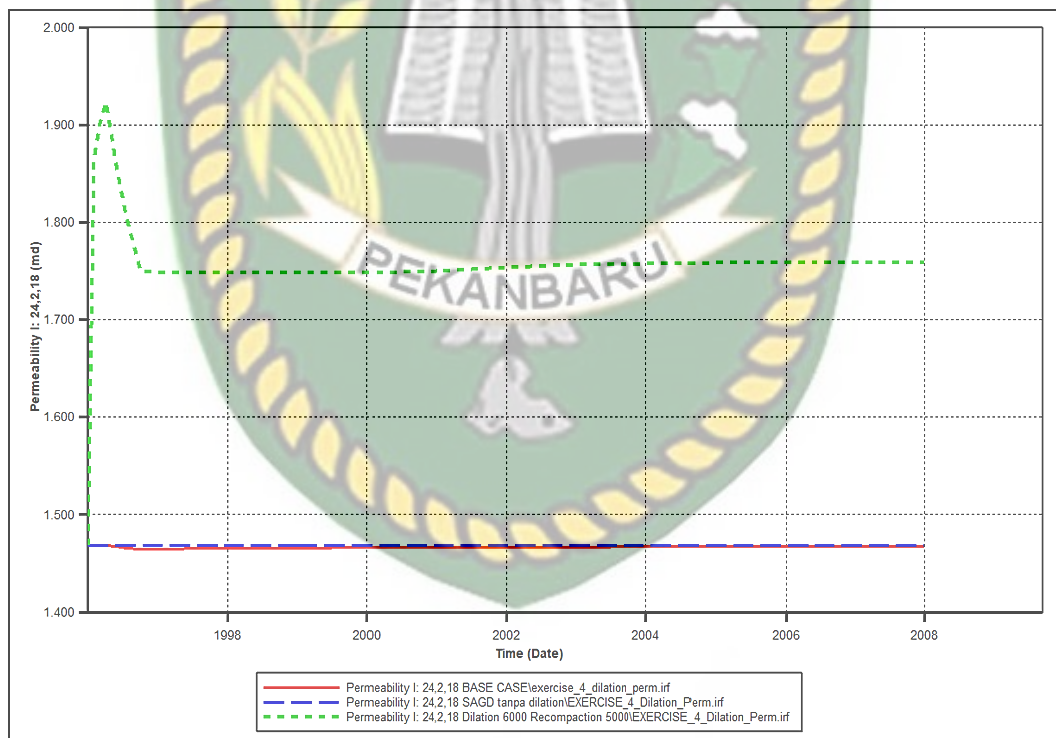 2.000
1.900
1.800
1.700
1.600
1.500
1.400
Permeability I: 24,2,18 (md)
PEKANBARU
1998 2000 2002 2004 2006 2008
Time (Date)
Permeability I: 24,2,18 BASE CASE\exercise_4_dilation_perm.irf
Permeability I: 24,2,18 SAGD tanpa dilation\EXERCISE_4_Dilation_Perm.irf
Permeability I: 24,2,18 Dilation 6000 Recompaction 5000\EXERCISE_4_Dilation_Perm.irf